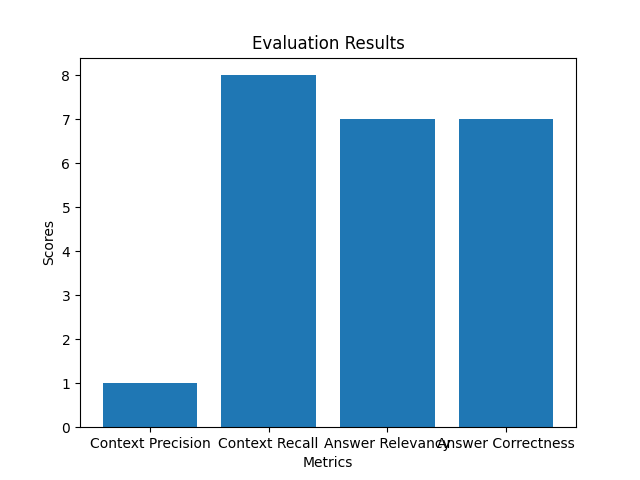 Evaluation Results
Scores
8
7
6
5
4
3
2
1
0
Context Precision
Context Recall
Answer Relevancy
Answer Correctness
Metrics